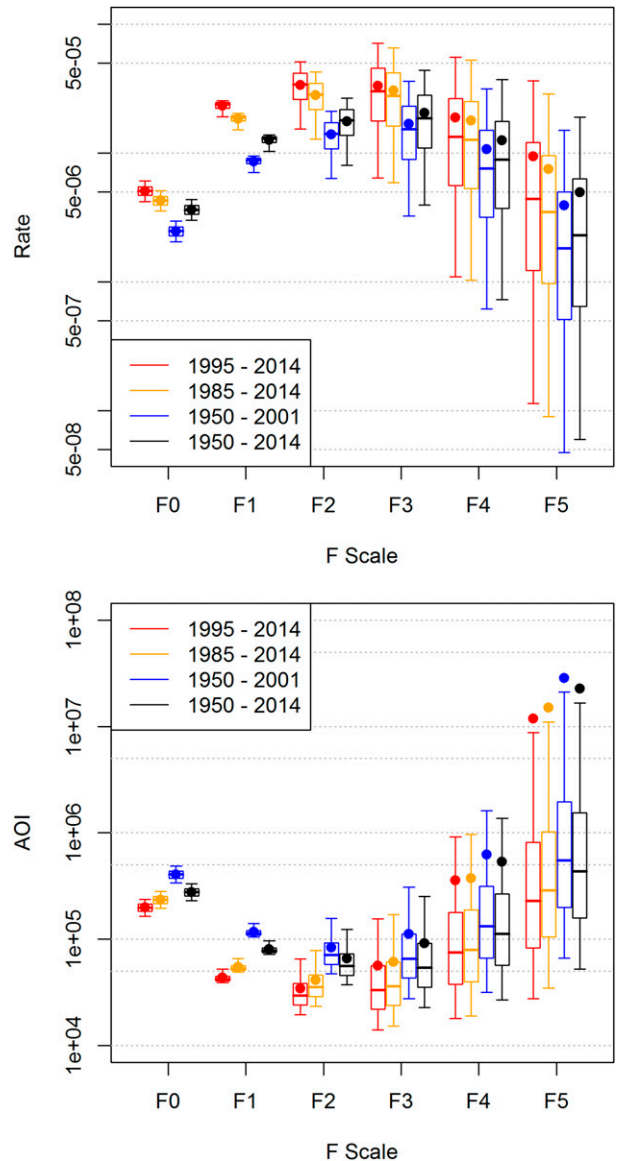 5e-05
5e-06
5e-07
5e-08
Rate
1995 - 2014
1985 - 2014
1950 - 2001
1950 - 2014
F0 F1 F2 F3 F4 F5
F Scale
1e+08
1e+07
1e+06
1e+05
1e+04
AOI
1995 - 2014
1985 - 2014
1950 - 2001
1950 - 2014
F0 F1 F2 F3 F4 F5
F Scale